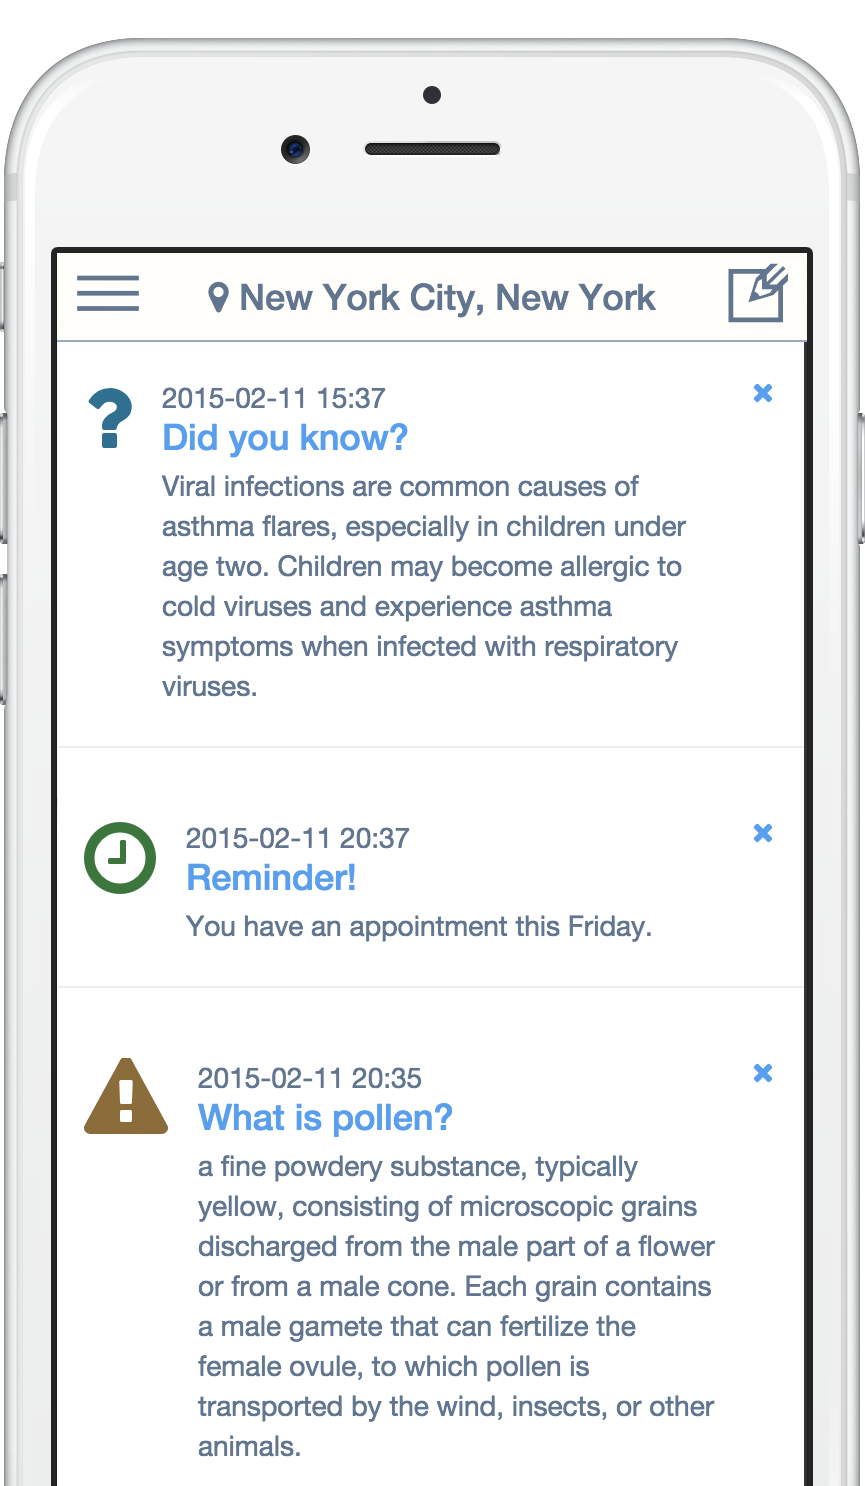 New York City, New York
2015-02-11 15:37
Did you know?
Viral infections are common causes of
asthma flares, especially in children under
age two. Children may become allergic to
cold viruses and experience asthma
symptoms when infected with respiratory
viruses.
2015-02-11 20:37
Reminder!
You have an appointment this Friday.
2015-02-11 20:35
What is pollen?
a fine powdery substance, typically
yellow, consisting of microscopic grains
discharged from the male part of a flower
or from a male cone. Each grain contains
a male gamete that can fertilize the
female ovule, to which pollen is
transported by the wind, insects, or other
animals.